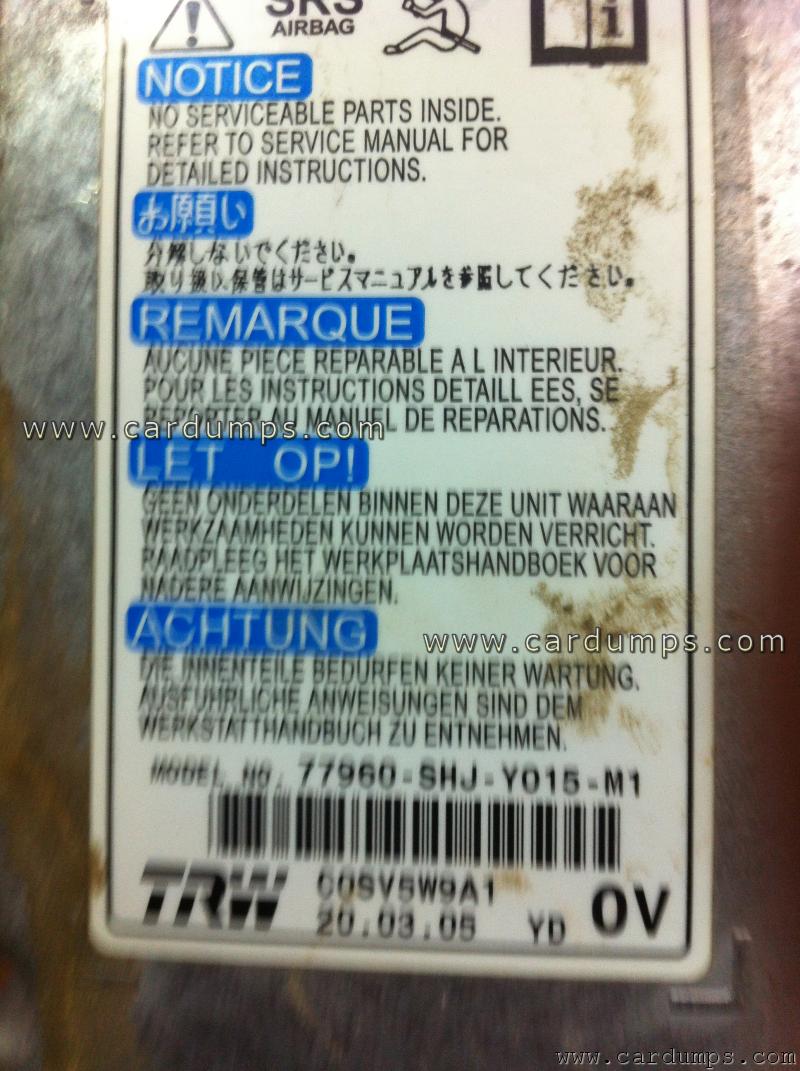 SRS
AIRBAG
i
NOTICE
NO SERVICEABLE PARTS INSIDE.
REFER TO SERVICE MANUAL FOR
DETAILED INSTRUCTIONS.
お願い
分解しないでください。
取り扱い、保管はサービスマニュアルを参照してください。
REMARQUE
AUCUNE PIECE REPARABLE A L INTERIEUR.
POUR LES INSTRUCTIONS DETAILL EES, SE
REPORTER AU MANUEL DE REPARATIONS.
www.cardumps.com
LET OP!
GEEN ONDERDELEN BINNEN DEZE UNIT WAARAAN
WERKZAAMHEDEN KUNNEN WORDEN VERRICHT.
RAADPLEEG HET WERKPLAATSHANDBOEK VOOR
NADERE AANWIJZINGEN.
ACHTUNG
www.cardumps.com
DIE INNENTEILE BEDURFEN KEINER WARTUNG.
AUSFUHRLICHE ANWEISUNGEN SIND DEM
WERKSTATTHANDBUCH ZU ENTNEHMEN.
MODEL NO. 77960-SHJ-Y015-M1
TRW C0SV5W9A1
20.03.05 YD 0V
www.cardumps.com